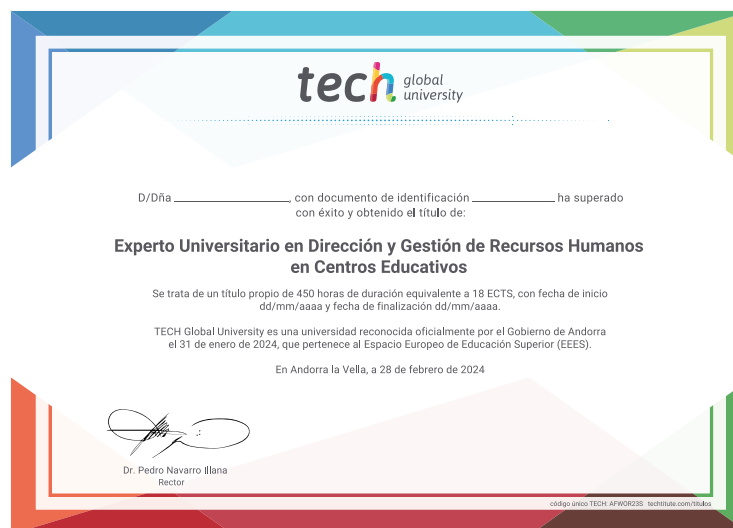 tech global
university
D/Dña ____________, con documento de identificación ____________ ha superado
con éxito y obtenido el título de:
Experto Universitario en Dirección y Gestión de Recursos Humanos
en Centros Educativos
Se trata de un título propio de 450 horas de duración equivalente a 18 ECTS, con fecha de inicio
dd/mm/aaaa y fecha de finalización dd/mm/aaaa.
TECH Global University es una universidad reconocida oficialmente por el Gobierno de Andorra
el 31 de enero de 2024, que pertenece al Espacio Europeo de Educación Superior (EEES).
En Andorra la Vella, a 28 de febrero de 2024
Dr. Pedro Navarro Illana
Rector
código único TECH: AFWOR23S techtitute.com/titulos